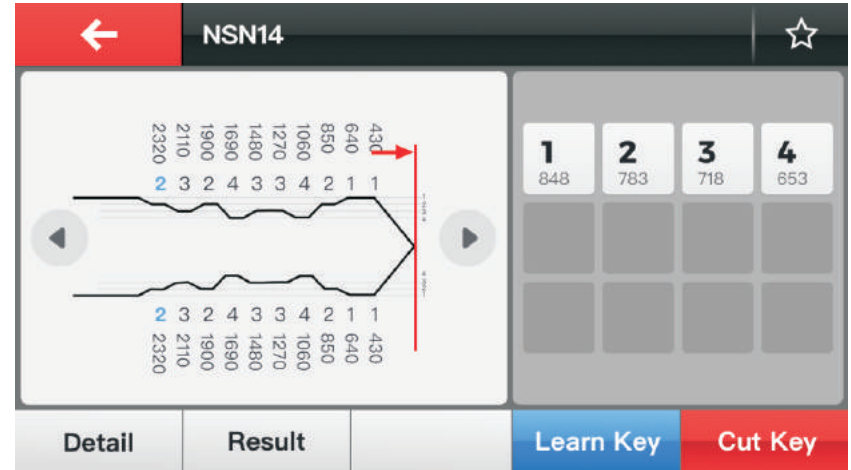 NSN14
2320 2110 1900 1690 1480 1270 1060 850 640 430
2 3 2 4 3 3 4 2 1 1
2 3 2 4 3 3 4 2 1 1
2320 2110 1900 1690 1480 1270 1060 850 640 430
1 2 3 4
848 783 718 653
Detail Result Learn Key Cut Key